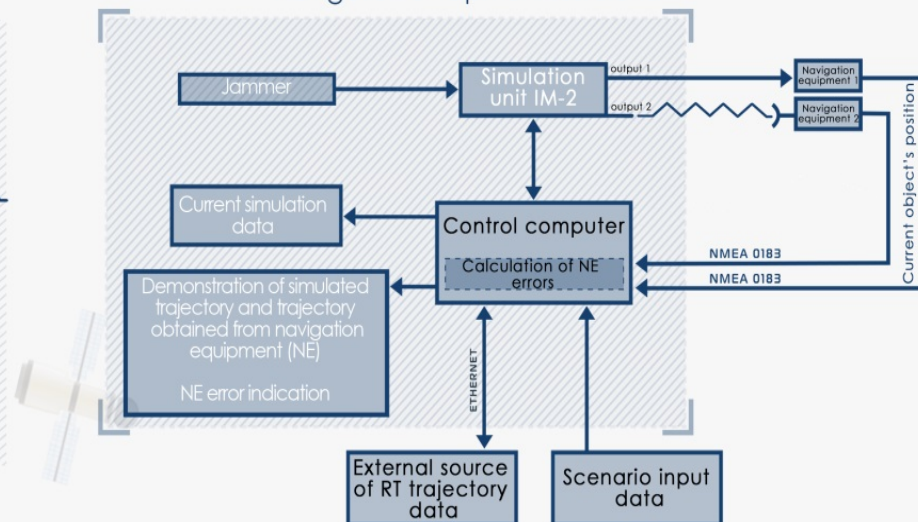 Jammer
Simulation
unit IM-2
output 1
output 2
Navigation
equipment 1
Navigation
equipment 2
Current object's position
Current simulation
data
Control computer
Calculation of NE
errors
NMEA 0183
NMEA 0183
Demonstration of simulated
trajectory and trajectory
obtained from navigation
equipment (NE)
NE error indication
ETHERNET
External source
of RT trajectory
data
Scenario input
data